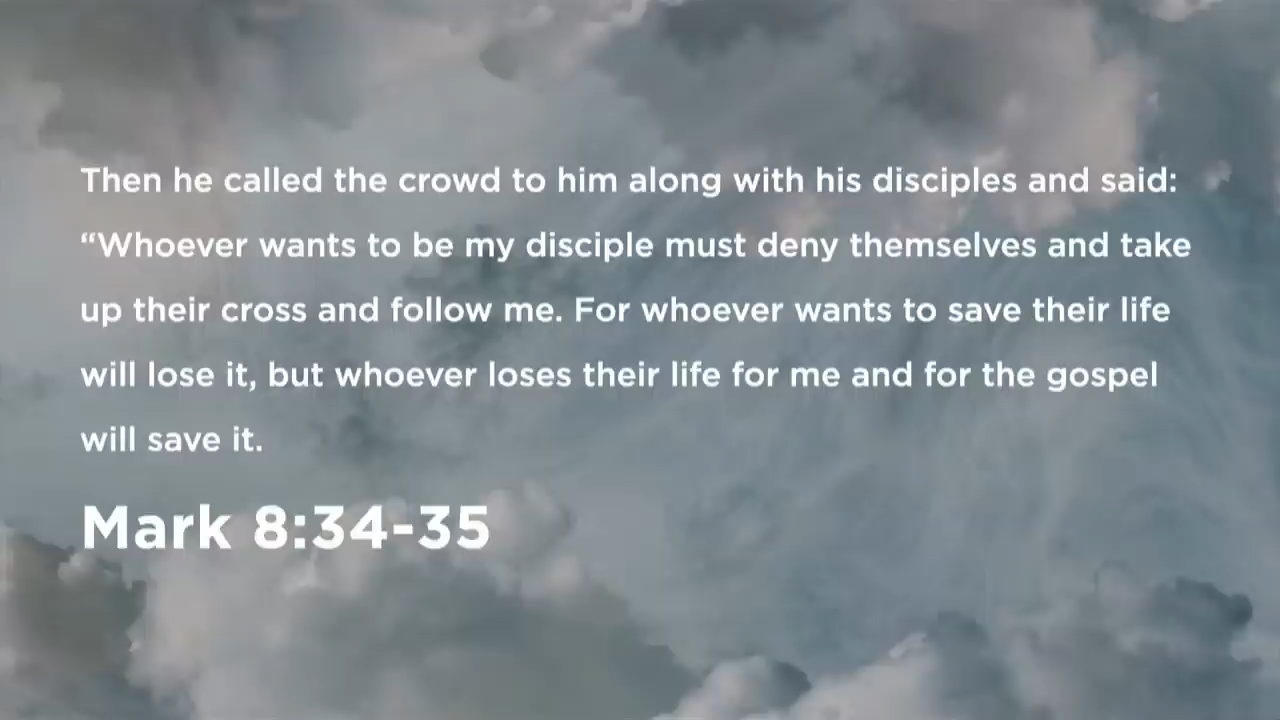 Then he called the crowd to him along with his disciples and said:
“Whoever wants to be my disciple must deny themselves and take
up their cross and follow me. For whoever wants to save their life
will lose it, but whoever loses their life for me and for the gospel
will save it.
Mark 8:34-35